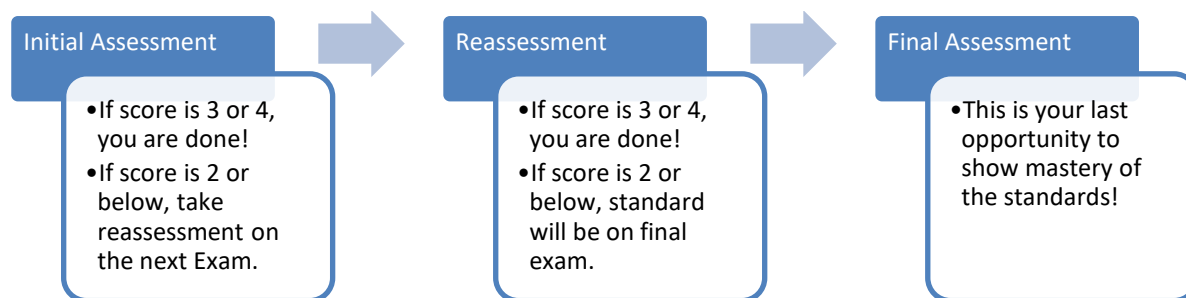 Initial Assessment
•If score is 3 or 4,
you are done!
•If score is 2 or
below, take
reassessment on
the next Exam.
Reassessment
•If score is 3 or 4,
you are done!
•If score is 2 or
below, standard
will be on final
exam.
Final Assessment
•This is your last
opportunity to
show mastery of
the standards!